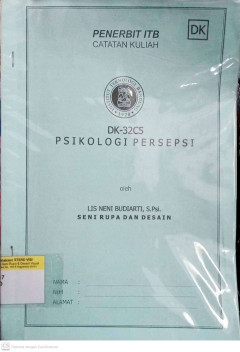 PENERBIT ITB
CATATAN KULIAH
DK
DK-32C5
PSIKOLOGI PERSEPSI
oleh
LIS NENI BUDIARTI, S.Psi.
SENI RUPA DAN DESAIN
NAMA :
NIM :
ALAMAT :